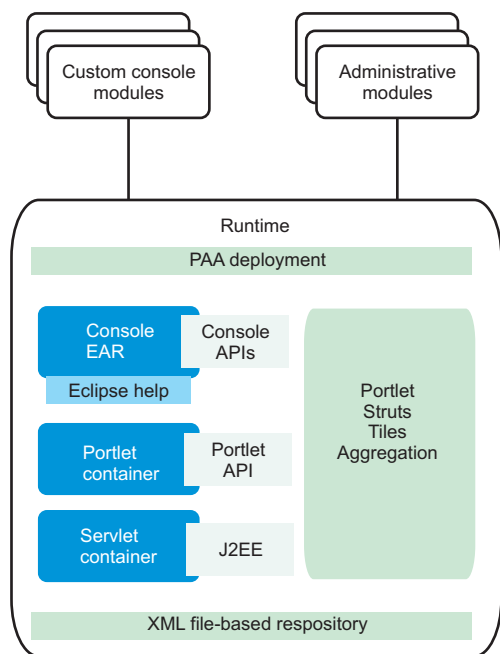 Custom console
modules
Administrative
modules
Runtime
PAA deployment
Console
EAR
Console
APIs
Eclipse help
Portlet
container
Portlet
API
Servlet
container
J2EE
Portlet
Struts
Tiles
Aggregation
XML file-based respository